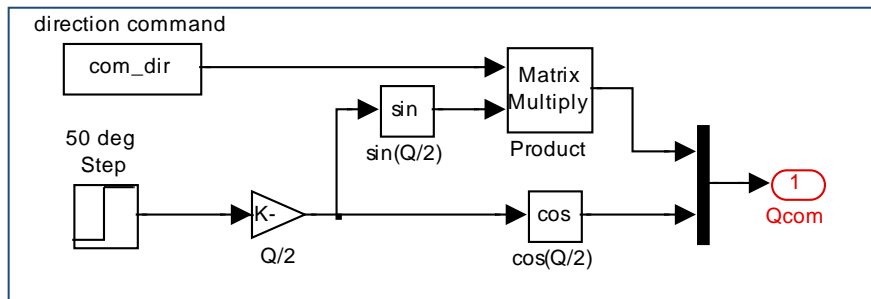 direction command
com_dir
Matrix
Multiply
Product
sin
sin(Q/2)
50 deg
Step
-K-
Q/2
cos
cos(Q/2)
1
Qcom